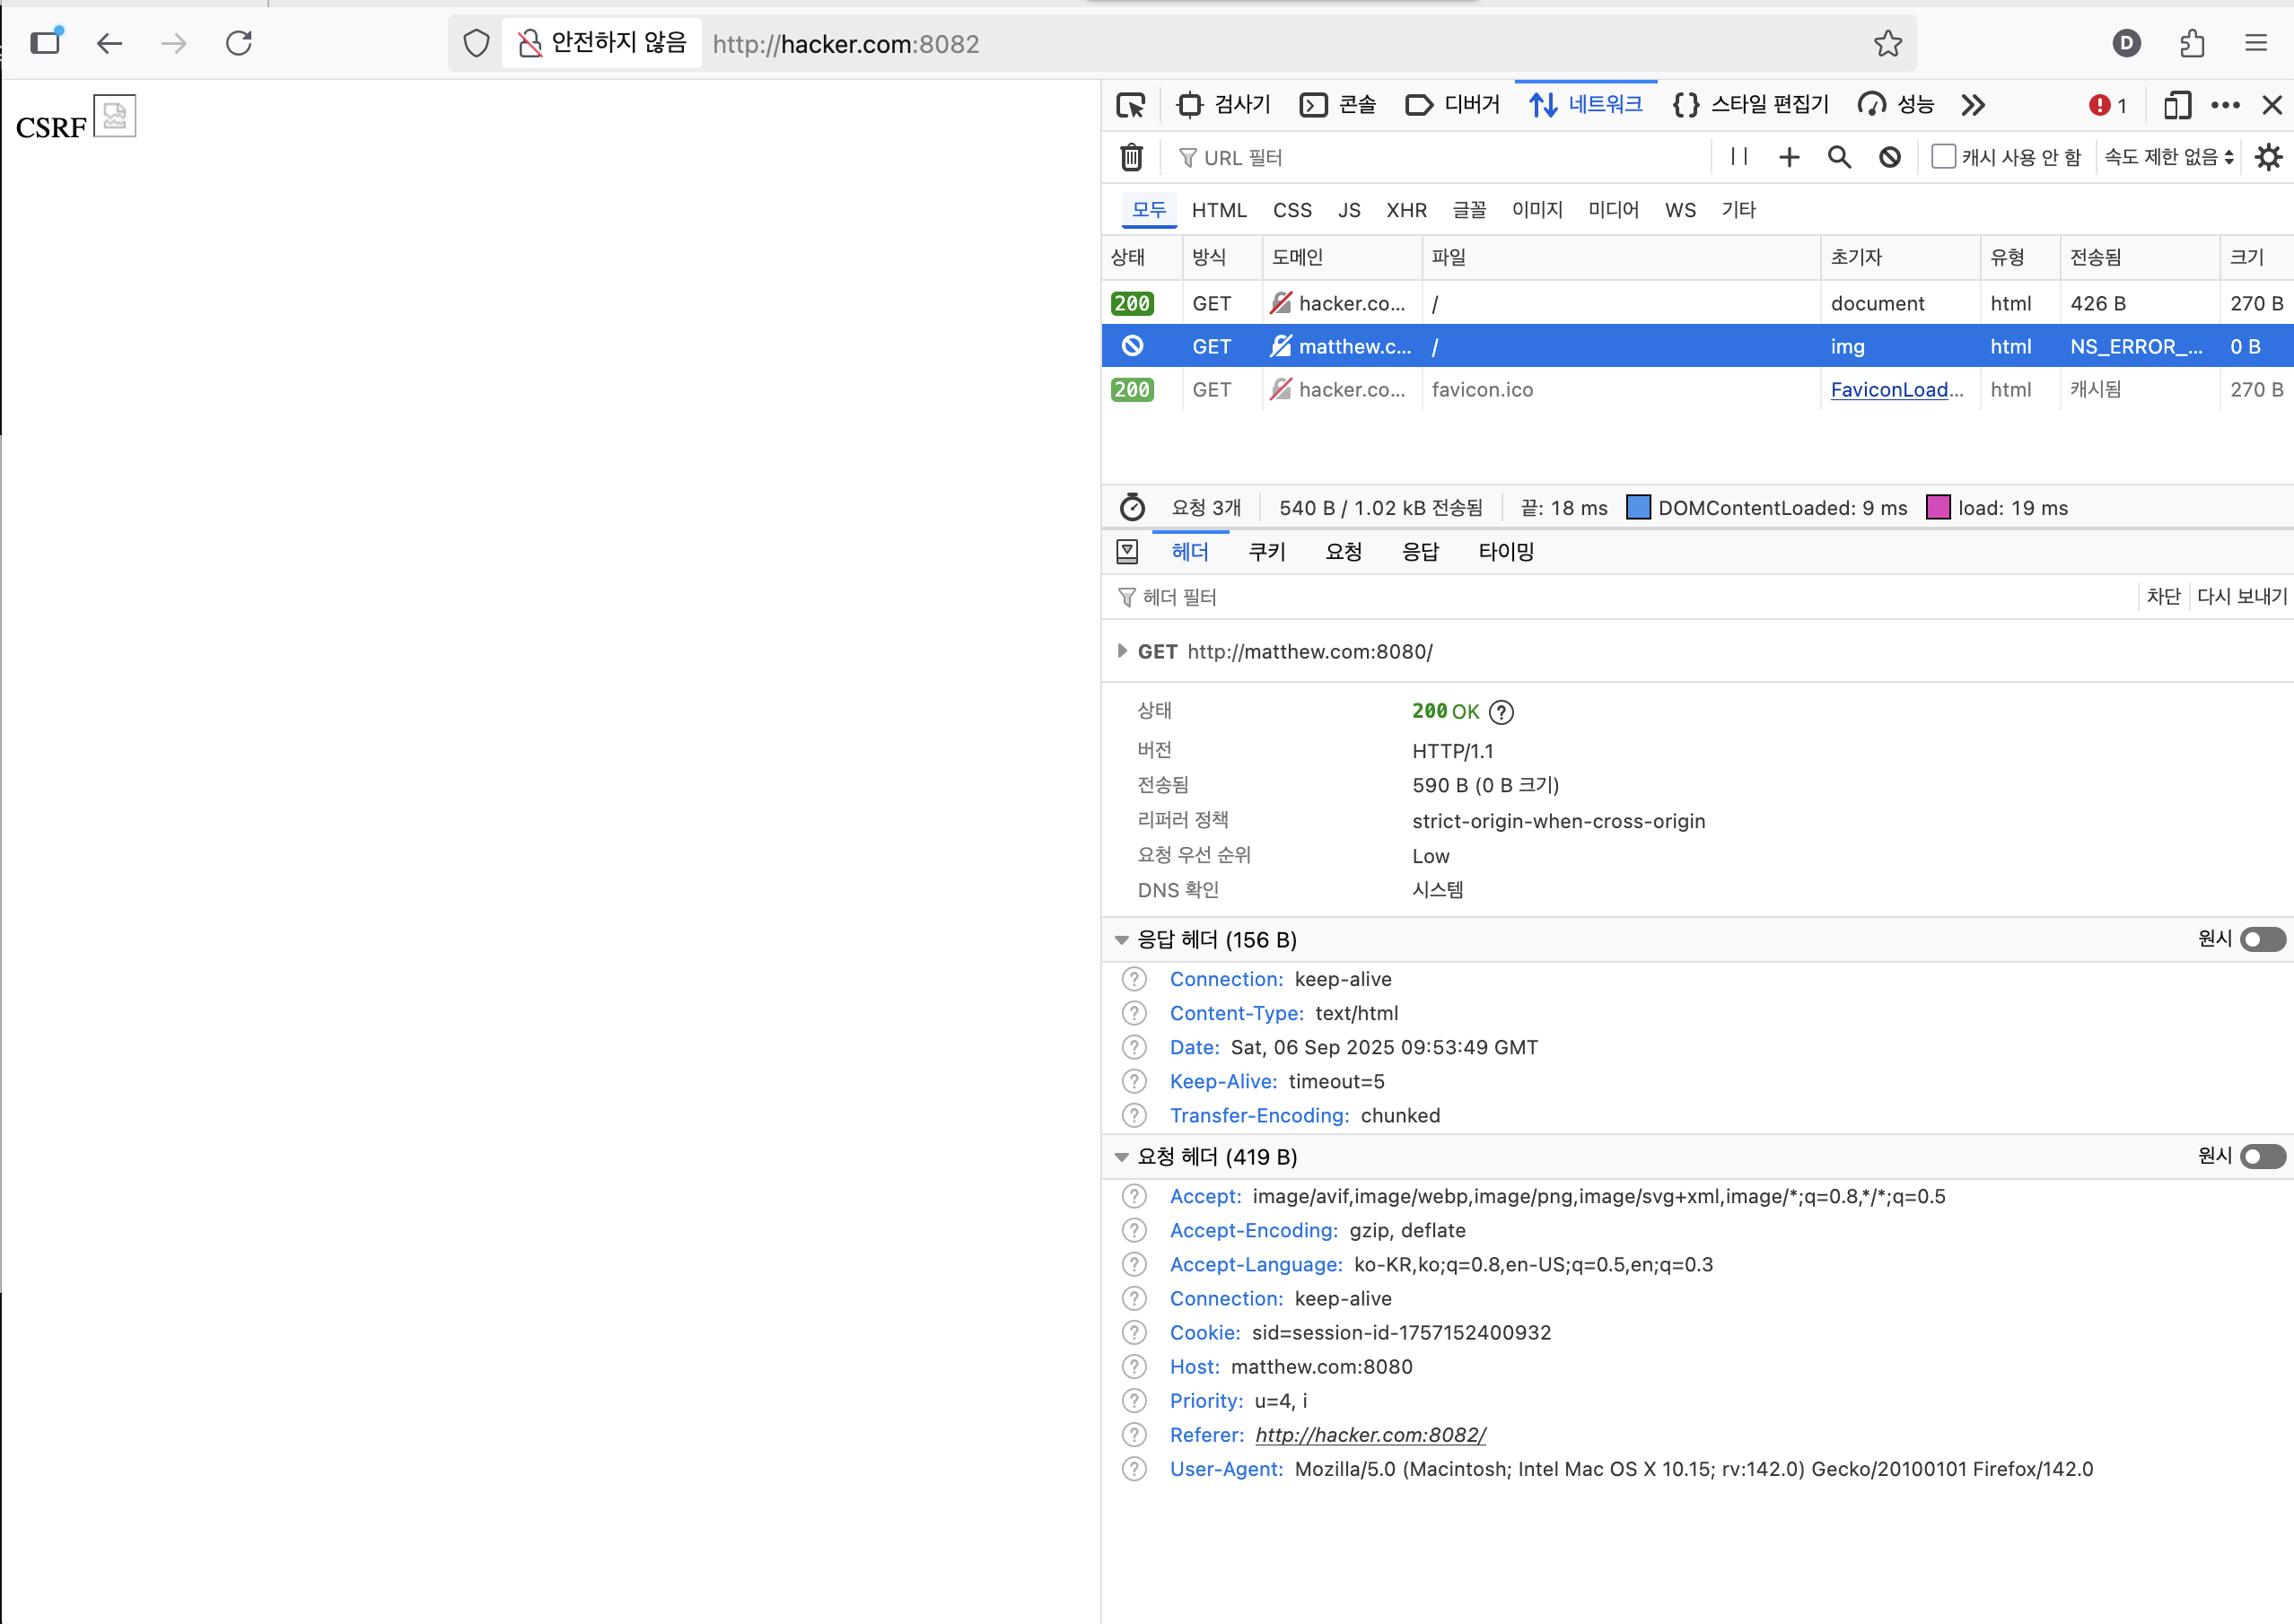 안전하지 않음 http://hacker.com:8082 D
CSRF
검사기 콘솔 디버거 네트워크 스타일 편집기 성능 1
URL 필터 캐시 사용 안 함 속도 제한 없음
모두 HTML CSS JS XHR 글꼴 이미지 미디어 WS 기타
상태 방식 도메인 파일 초기자 유형 전송됨 크기
200 GET hacker.co... / document html 426 B 270 B
GET matthew.c... / img html NS_ERROR_... 0 B
200 GET hacker.co... favicon.ico FaviconLoad... html 캐시됨 270 B
요청 3개 540 B / 1.02 kB 전송됨 끝: 18 ms DOMContentLoaded: 9 ms load: 19 ms
헤더 쿠키 요청 응답 타이밍
헤더 필터 차단 다시 보내기
GET http://matthew.com:8080/
상태 200 OK ?
버전 HTTP/1.1
전송됨 590 B (0 B 크기)
리퍼러 정책 strict-origin-when-cross-origin
요청 우선 순위 Low
DNS 확인 시스템
응답 헤더 (156 B) 원시
? Connection: keep-alive
? Content-Type: text/html
? Date: Sat, 06 Sep 2025 09:53:49 GMT
? Keep-Alive: timeout=5
? Transfer-Encoding: chunked
요청 헤더 (419 B) 원시
? Accept: image/avif,image/webp,image/png,image/svg+xml,image/*;q=0.8,*/*;q=0.5
? Accept-Encoding: gzip, deflate
? Accept-Language: ko-KR,ko;q=0.8,en-US;q=0.5,en;q=0.3
? Connection: keep-alive
? Cookie: sid=session-id-1757152400932
? Host: matthew.com:8080
? Priority: u=4, i
? Referer: http://hacker.com:8082/
? User-Agent: Mozilla/5.0 (Macintosh; Intel Mac OS X 10.15; rv:142.0) Gecko/20100101 Firefox/142.0